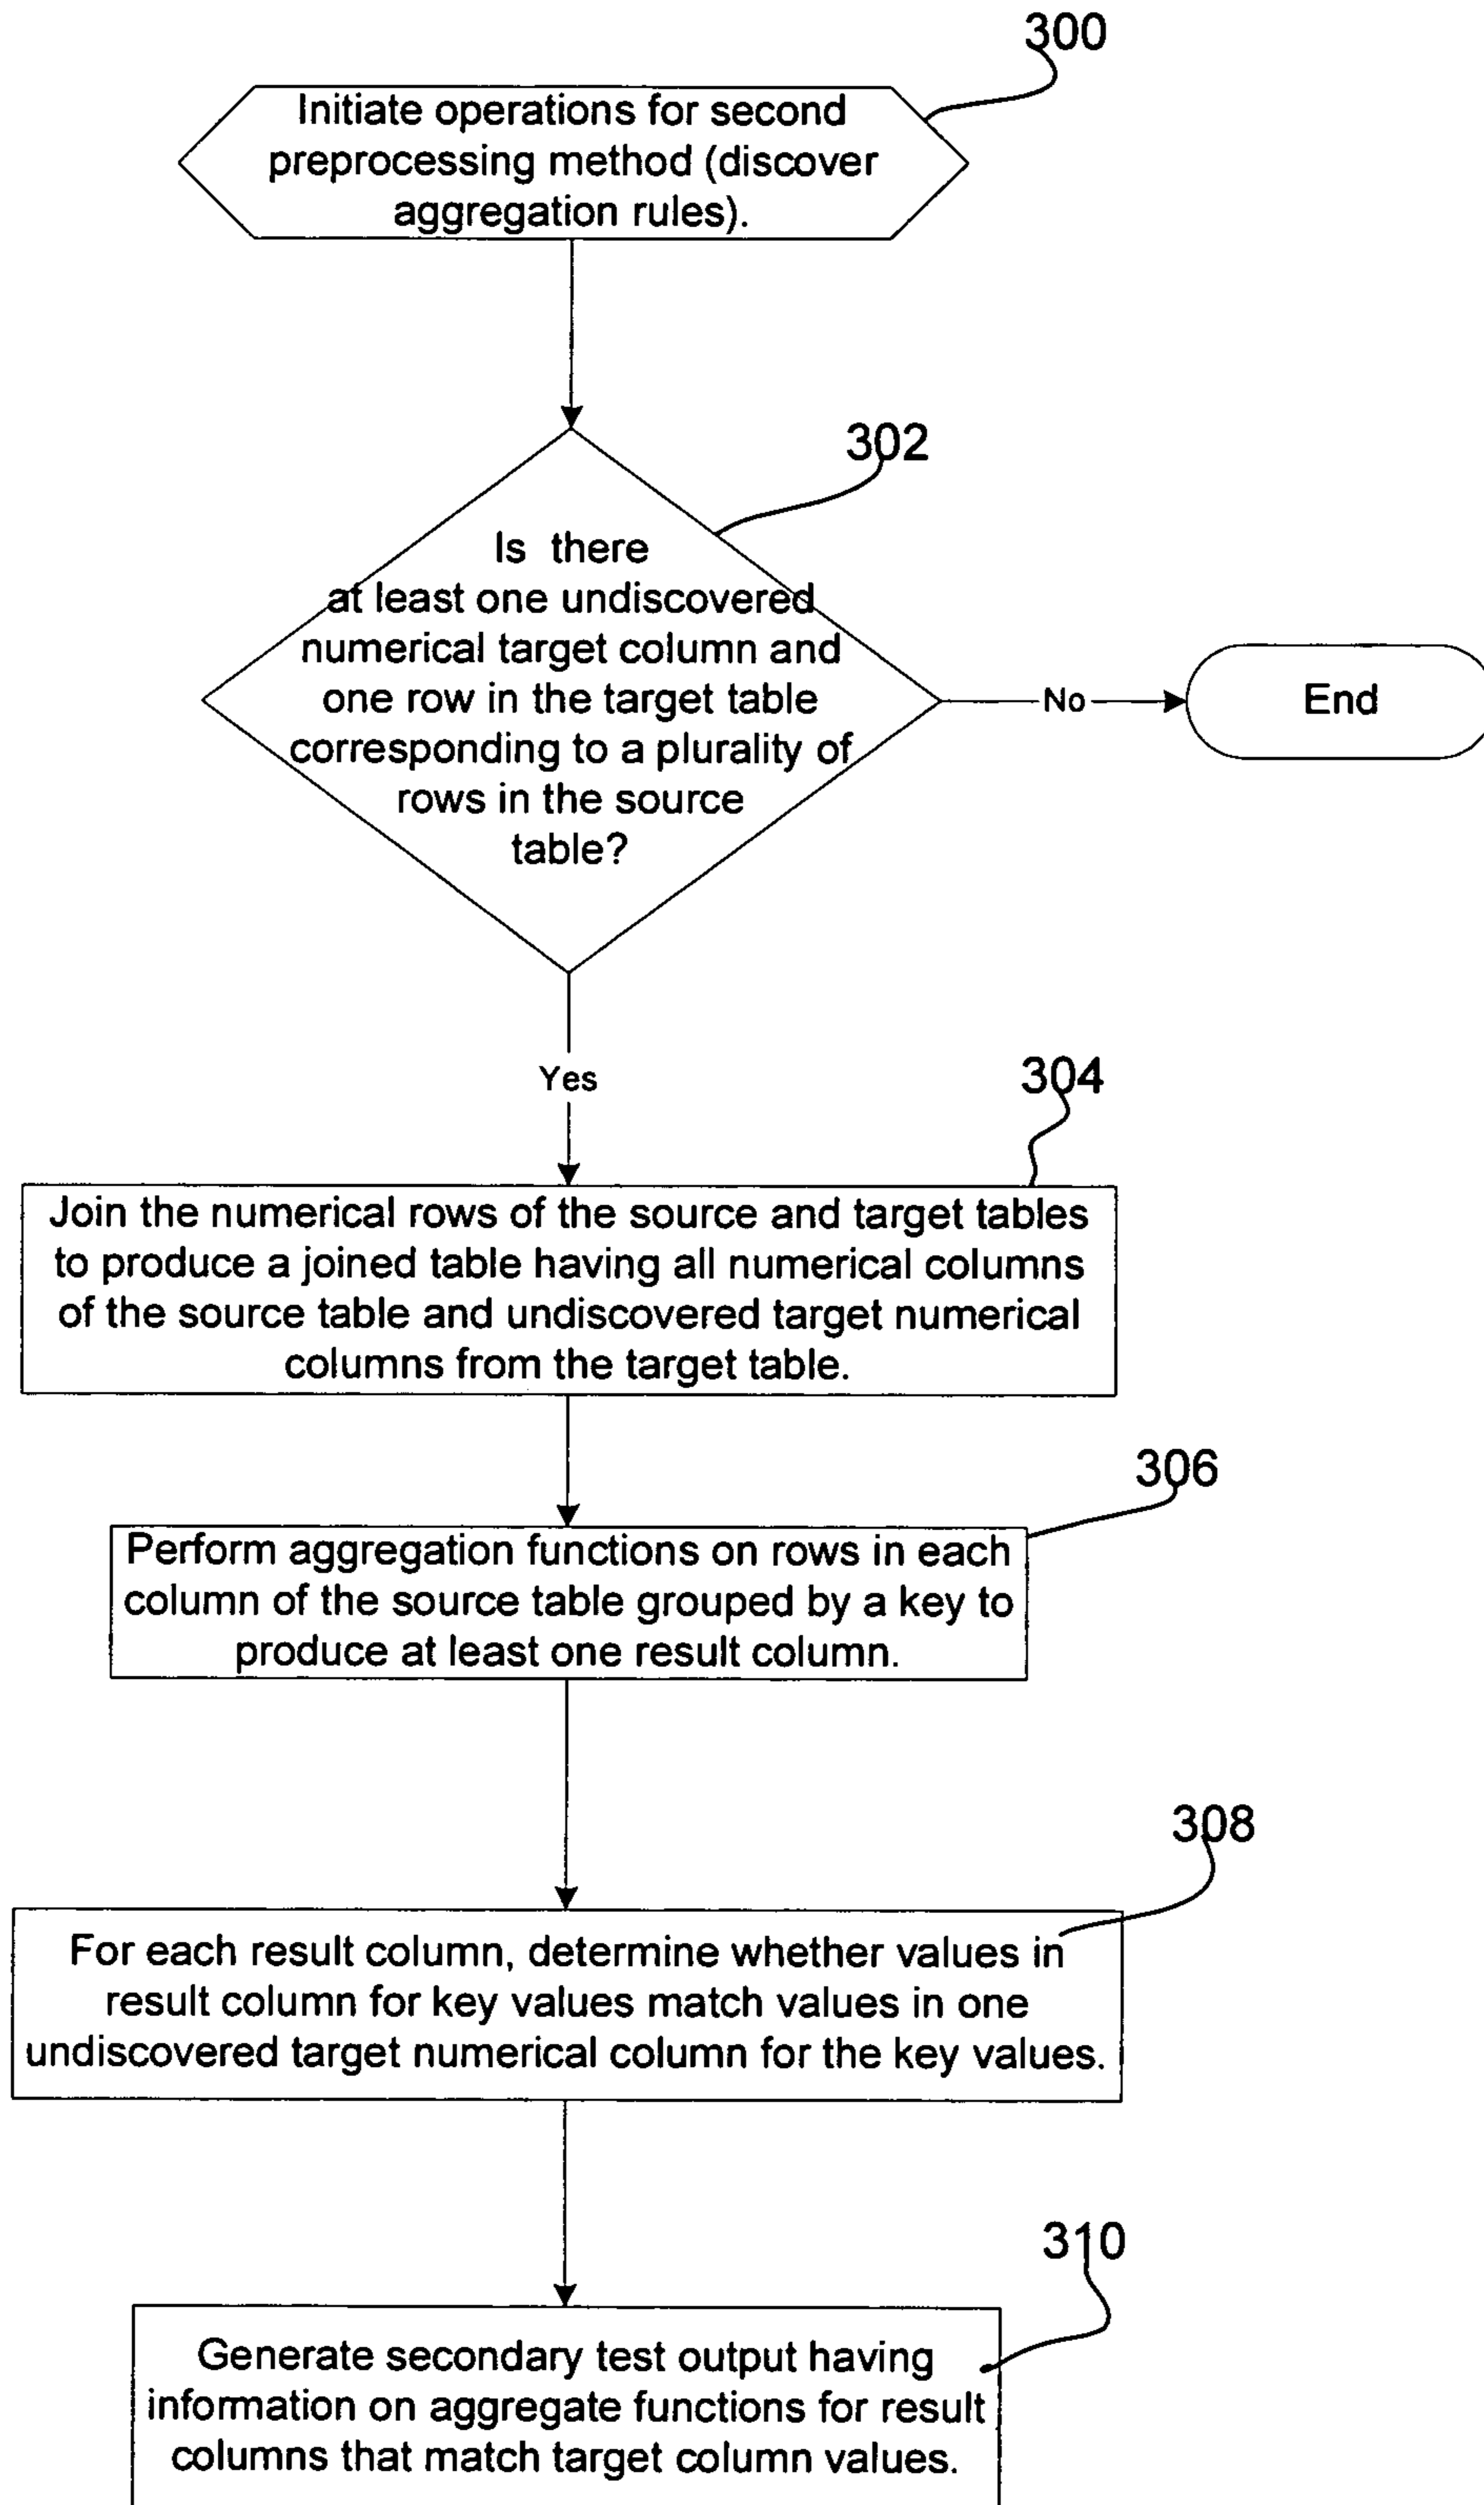 300
Initiate operations for second
preprocessing method (discover
aggregation rules).
302
Is there
at least one undiscovered
numerical target column and
one row in the target table
corresponding to a plurality of
rows in the source
table?
No
End
Yes
304
Join the numerical rows of the source and target tables
to produce a joined table having all numerical columns
of the source table and undiscovered target numerical
columns from the target table.
306
Perform aggregation functions on rows in each
column of the source table grouped by a key to
produce at least one result column.
308
For each result column, determine whether values in
result column for key values match values in one
undiscovered target numerical column for the key values.
310
Generate secondary test output having
information on aggregate functions for result
columns that match target column values.